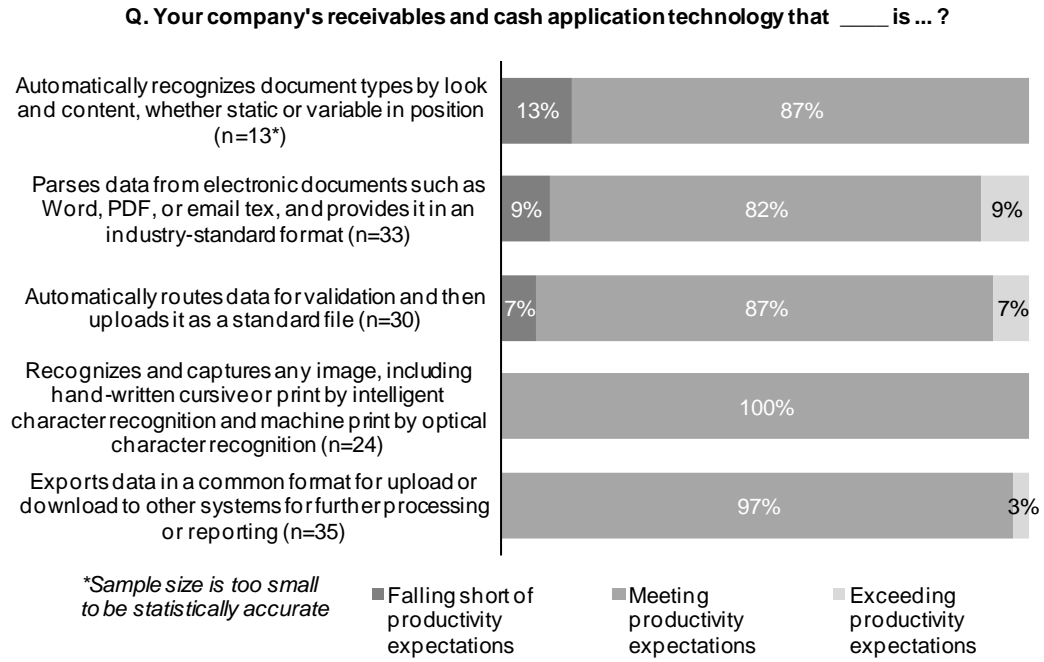 Q. Your company's receivables and cash application technology that ____ is ... ?
Automatically recognizes document types by look
and content, whether static or variable in position
(n=13*)
13%
87%
Parses data from electronic documents such as
Word, PDF, or email tex, and provides it in an
industry-standard format (n=33)
9%
82%
9%
Automatically routes data for validation and then
uploads it as a standard file (n=30)
7%
87%
7%
Recognizes and captures any image, including
hand-written cursive or print by intelligent
character recognition and machine print by optical
character recognition (n=24)
100%
Exports data in a common format for upload or
download to other systems for further processing
or reporting (n=35)
97%
3%
*Sample size is too small
to be statistically accurate
Falling short of
productivity
expectations
Meeting
productivity
expectations
Exceeding
productivity
expectations